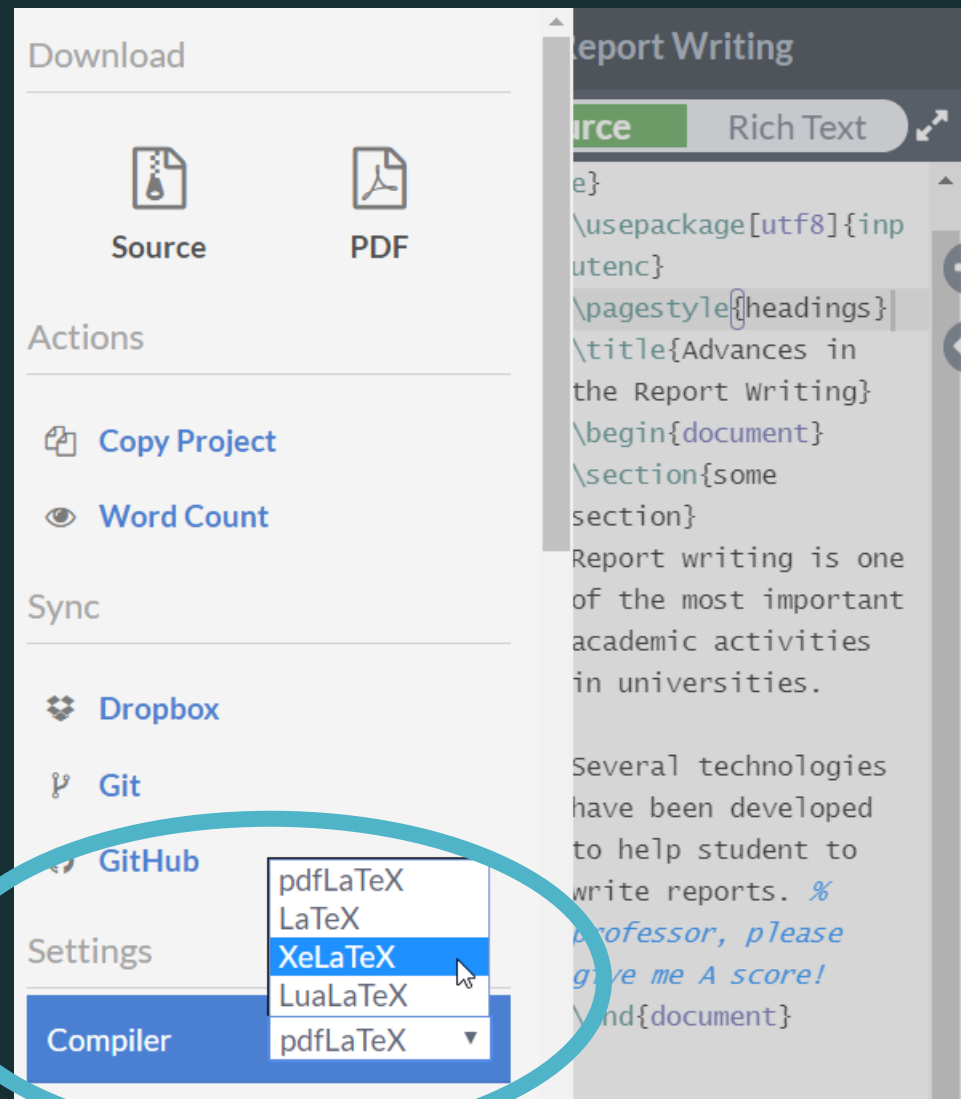 Download
Source
PDF
Actions
Copy Project
Word Count
Sync
Dropbox
Git
GitHub
Settings
pdfLaTeX
LaTeX
XeLaTeX
LuaLaTeX
Compiler
pdfLaTeX
eport Writing
urce
Rich Text
e}
\usepackage[utf8]{inp
utenc}
\pagestyle{headings}
\title{Advances in
the Report Writing}
\begin{document}
\section{some
section}
Report writing is one
of the most important
academic activities
in universities.
Several technologies
have been developed
to help student to
write reports. %
professor, please
give me A score!
\end{document}